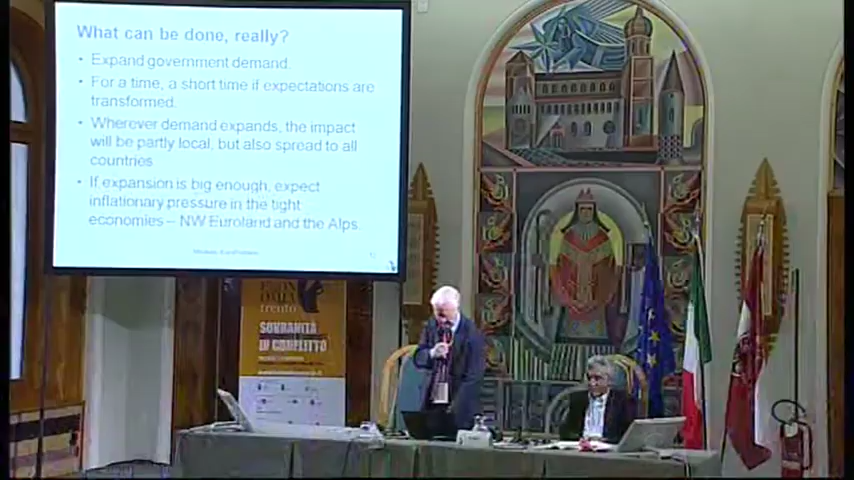 What can be done, really?
• Expand government demand.
• For a time, a short time if expectations are
transformed.
• Wherever demand expands, the impact
will be partly local, but also spread to all
countries
• If expansion is big enough, expect
inflationary pressure in the tight
economies – NW Euroland and the Alps.
trento
SOVRANITÀ
IN CONFLITTO